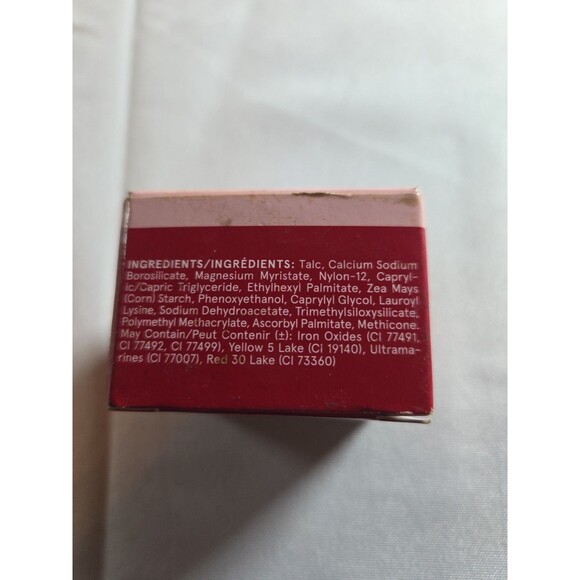 INGREDIENTS/INGRÉDIENTS: Talc, Calcium Sodium
Borosilicate, Magnesium Myristate, Nylon-12, Capryl-
ic/Capric Triglyceride, Ethylhexyl Palmitate, Zea Mays
(Corn) Starch, Phenoxyethanol, Caprylyl Glycol, Lauroyl
Lysine, Sodium Dehydroacetate, Trimethylsiloxysilicate,
Polymethyl Methacrylate, Ascorbyl Palmitate, Methicone.
May Contain/Peut Contenir (±): Iron Oxides (CI 77491,
CI 77492, CI 77499), Yellow 5 Lake (CI 19140), Ultrama-
rines (CI 77007), Red 30 Lake (CI 73360)